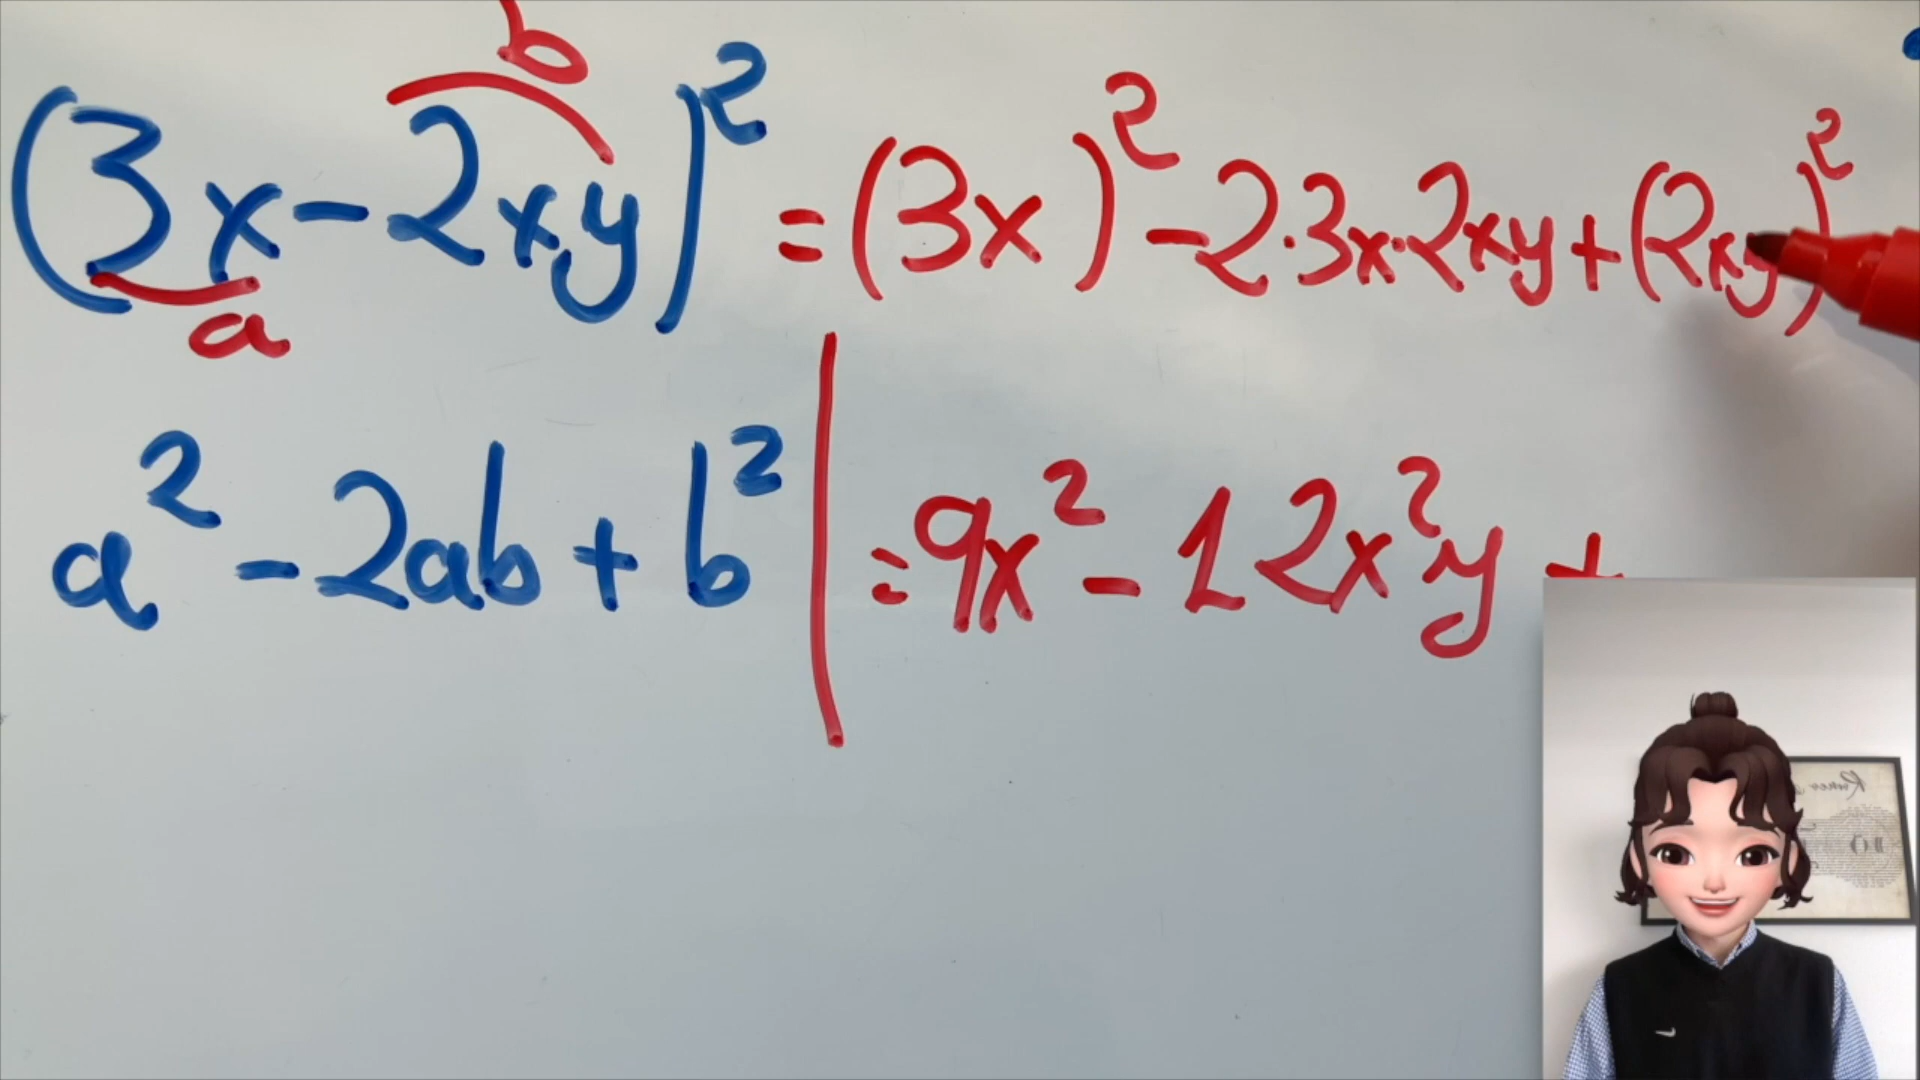 b
(3x-2xy)² = (3x)² - 2·3x·2xy + (2xy)²
a
a² - 2ab + b² | = 9x² - 12x²y +